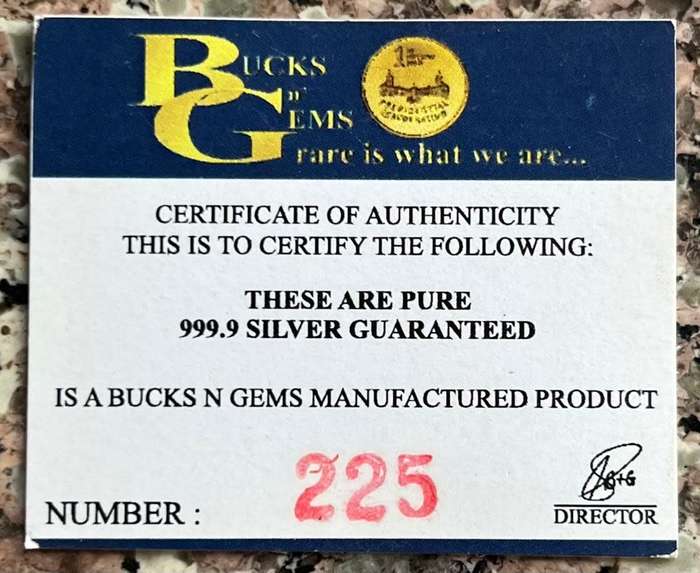 BUCKS
n'
GEMS
rare is what we are...
PRESIDENTIAL
CERTIFICATE OF AUTHENTICITY
THIS IS TO CERTIFY THE FOLLOWING:
THESE ARE PURE
999.9 SILVER GUARANTEED
IS A BUCKS N GEMS MANUFACTURED PRODUCT
NUMBER : 225
DIRECTOR